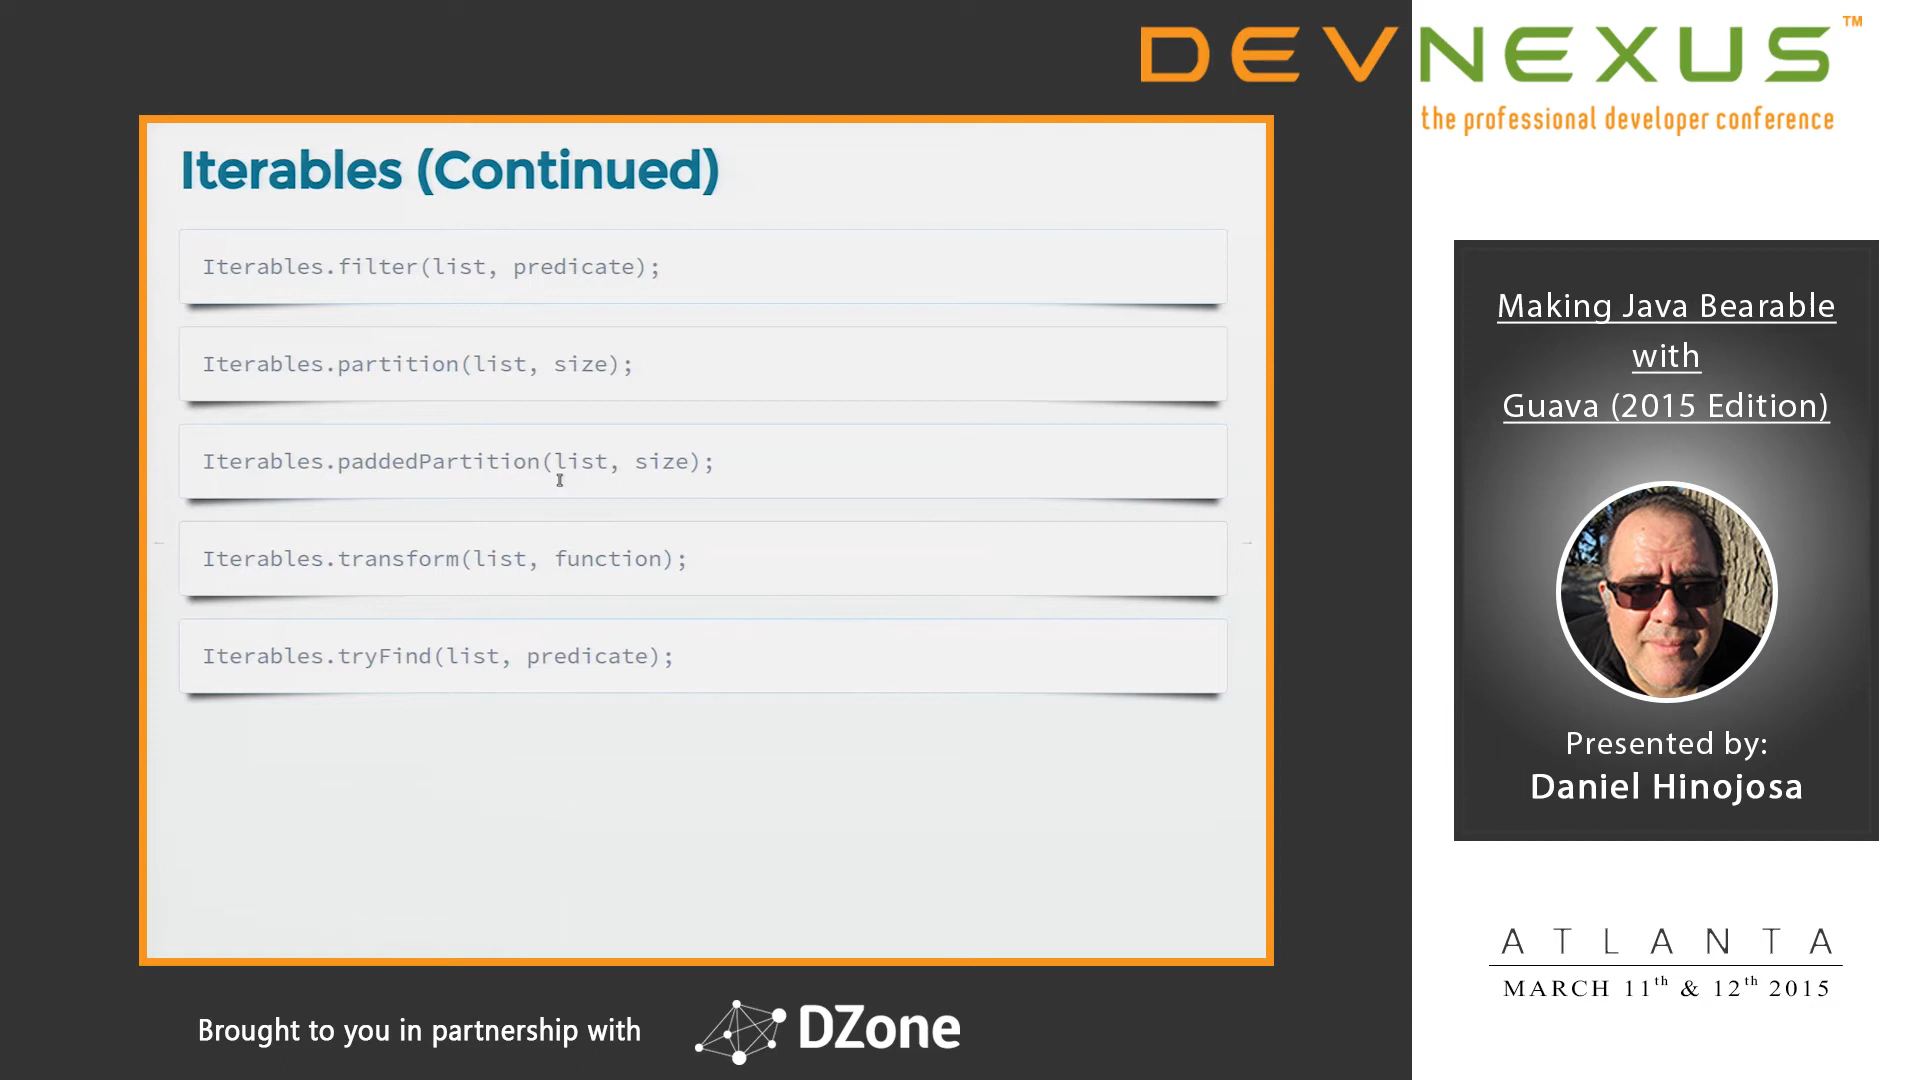 DEVNEXUS™
the professional developer conference
Iterables (Continued)
Iterables.filter(list, predicate);
Iterables.partition(list, size);
Iterables.paddedPartition(list, size);
Iterables.transform(list, function);
Iterables.tryFind(list, predicate);
Making Java Bearable
with
Guava (2015 Edition)
Presented by:
Daniel Hinojosa
ATLANTA
MARCH 11th & 12th 2015
Brought to you in partnership with
DZone